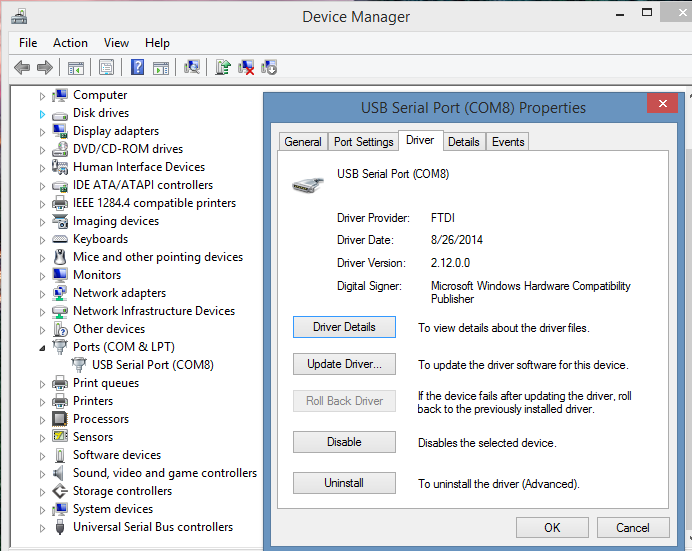 Device Manager
File Action View Help
Computer
Disk drives
Display adapters
DVD/CD-ROM drives
Human Interface Devices
IDE ATA/ATAPI controllers
IEEE 1284.4 compatible printers
Imaging devices
Keyboards
Mice and other pointing devices
Monitors
Network adapters
Network Infrastructure Devices
Other devices
Ports (COM & LPT)
USB Serial Port (COM8)
Print queues
Printers
Processors
Sensors
Software devices
Sound, video and game controllers
Storage controllers
System devices
Universal Serial Bus controllers
USB Serial Port (COM8) Properties
General Port Settings Driver Details Events
USB Serial Port (COM8)
Driver Provider: FTDI
Driver Date: 8/26/2014
Driver Version: 2.12.0.0
Digital Signer: Microsoft Windows Hardware Compatibility
Publisher
Driver Details To view details about the driver files.
Update Driver... To update the driver software for this device.
Roll Back Driver If the device fails after updating the driver, roll
back to the previously installed driver.
Disable Disables the selected device.
Uninstall To uninstall the driver (Advanced).
OK Cancel